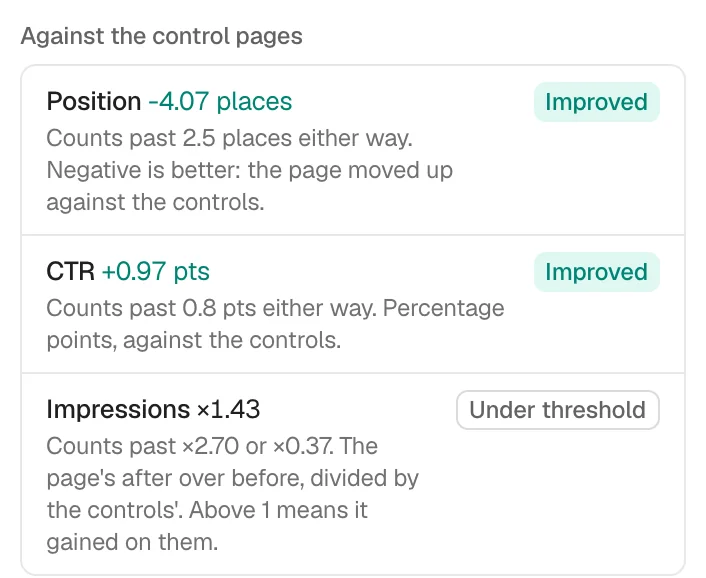 Against the control pages
Position -4.07 places
Improved
Counts past 2.5 places either way.
Negative is better: the page moved up
against the controls.
CTR +0.97 pts
Improved
Counts past 0.8 pts either way. Percentage
points, against the controls.
Impressions ×1.43
Under threshold
Counts past ×2.70 or ×0.37. The
page's after over before, divided by
the controls'. Above 1 means it
gained on them.